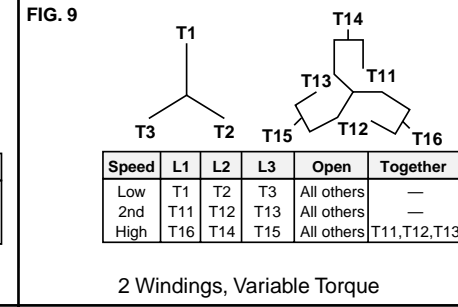 FIG. 9
T1
T14
T13
T11
T3
T2
T15
T12
T16
Speed L1 L2 L3 Open Together
Low T1 T2 T3 All others —
2nd T11 T12 T13 All others —
High T16 T14 T15 All others T11,T12,T13
2 Windings, Variable Torque